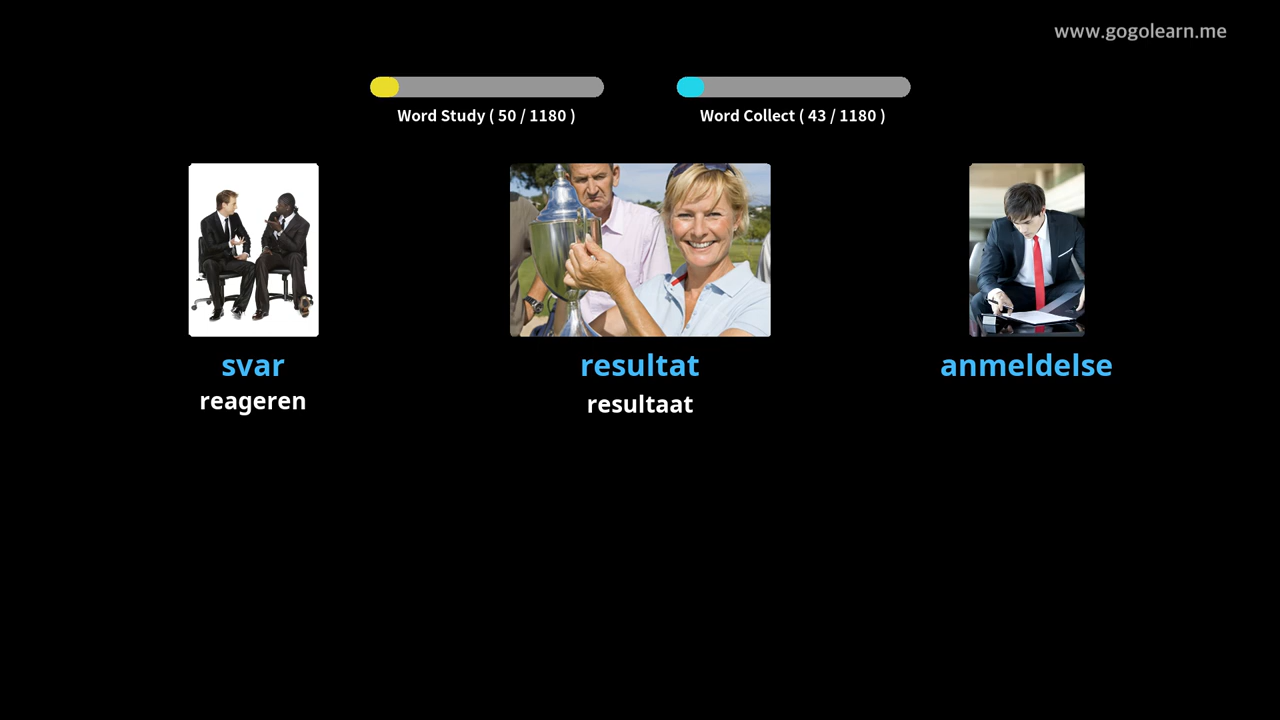 www.gogolearn.me
Word Study ( 50 / 1180 )
Word Collect ( 43 / 1180 )
svar
resultat
anmeldelse
reageren
resultaat